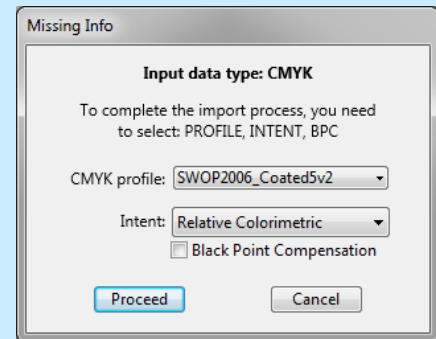 Missing Info
Input data type: CMYK
To complete the import process, you need
to select: PROFILE, INTENT, BPC
CMYK profile: SWOP2006_Coated5v2
Intent: Relative Colorimetric
Black Point Compensation
Proceed Cancel